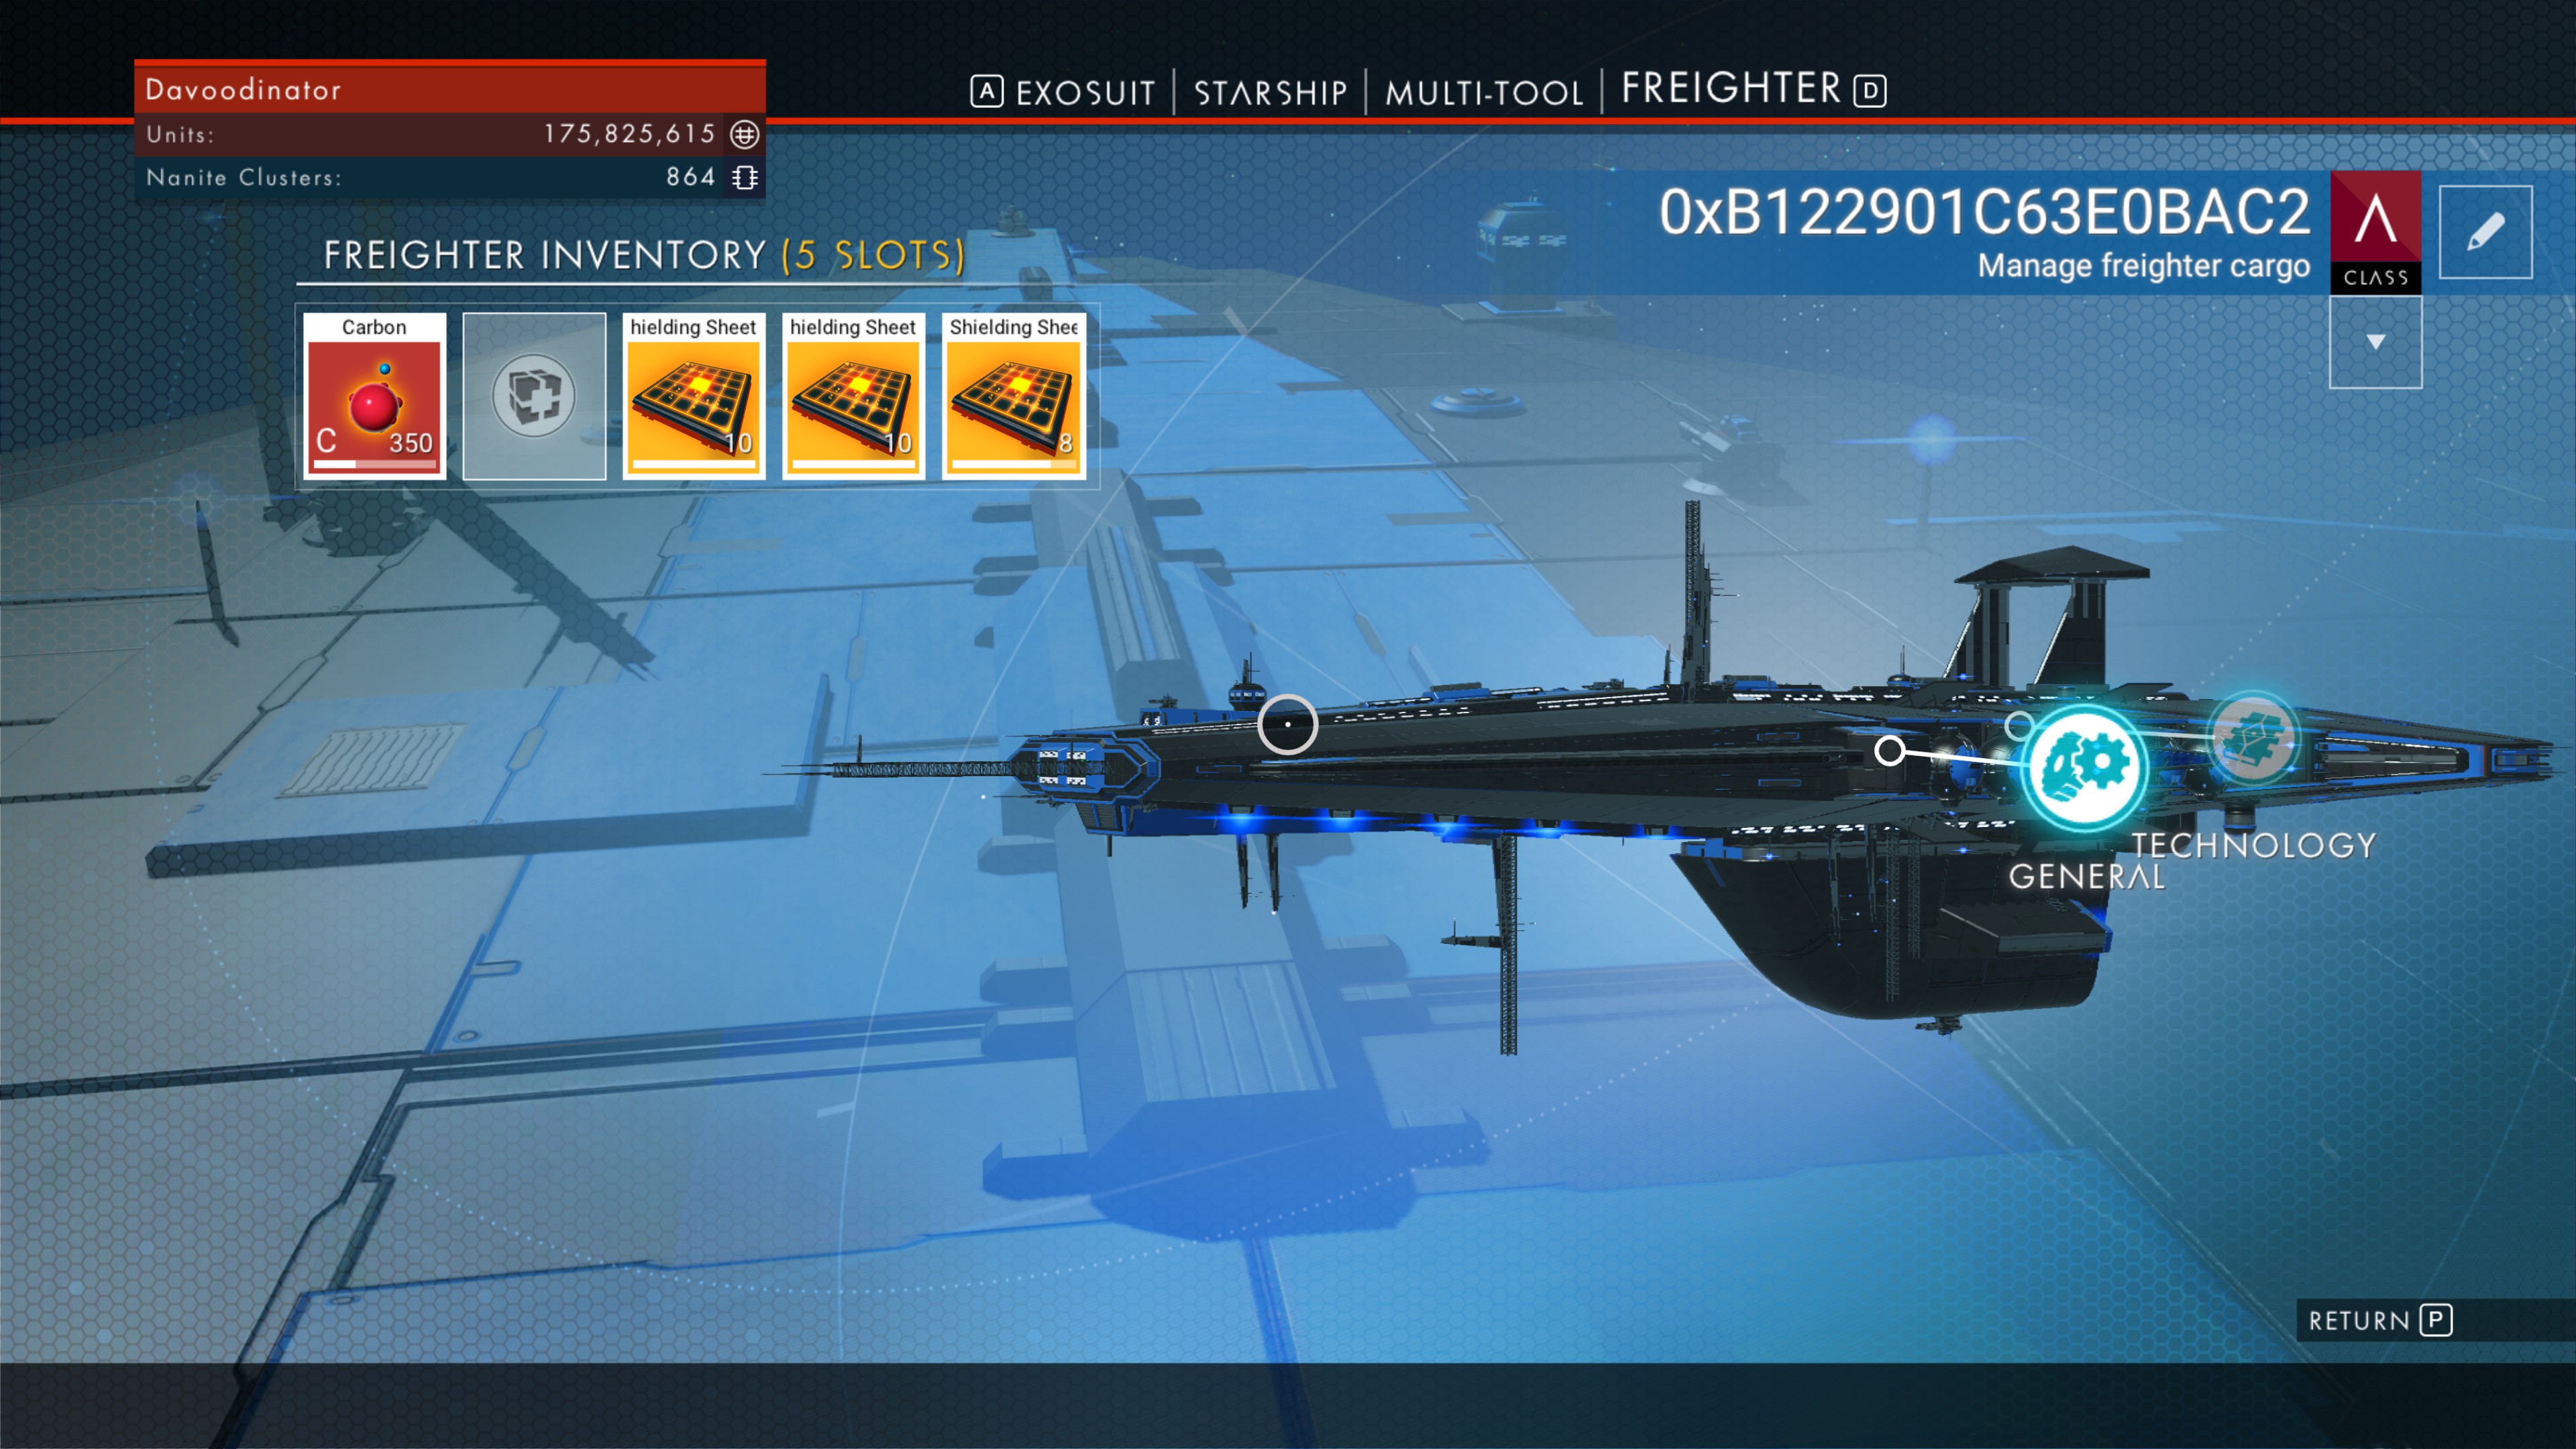 Davoodinator
Units: 175,825,615
Nanite Clusters: 864
A EXOSUIT STARSHIP MULTI-TOOL FREIGHTER D
0xB122901C63E0BAC2
Manage freighter cargo
A
CLASS
FREIGHTER INVENTORY (5 SLOTS)
Carbon
C 350
hielding Sheet
10
hielding Sheet
10
Shielding Shee
8
TECHNOLOGY
GENERAL
RETURN P